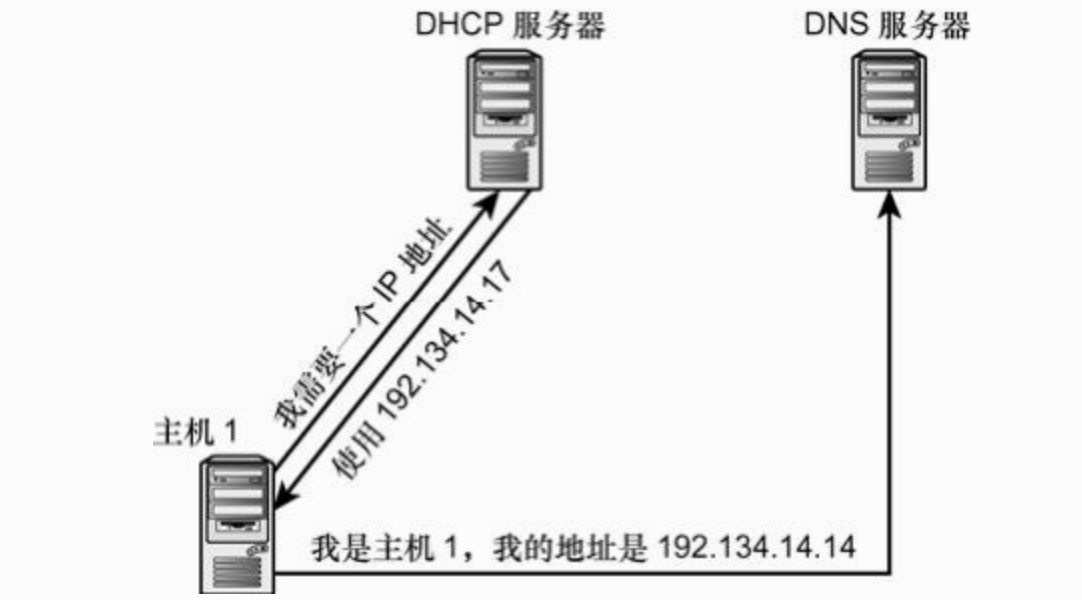 DHCP 服务器
DNS 服务器
我需要一个 IP 地址
使用 192.134.14.17
主机 1
我是主机 1，我的地址是 192.134.14.14